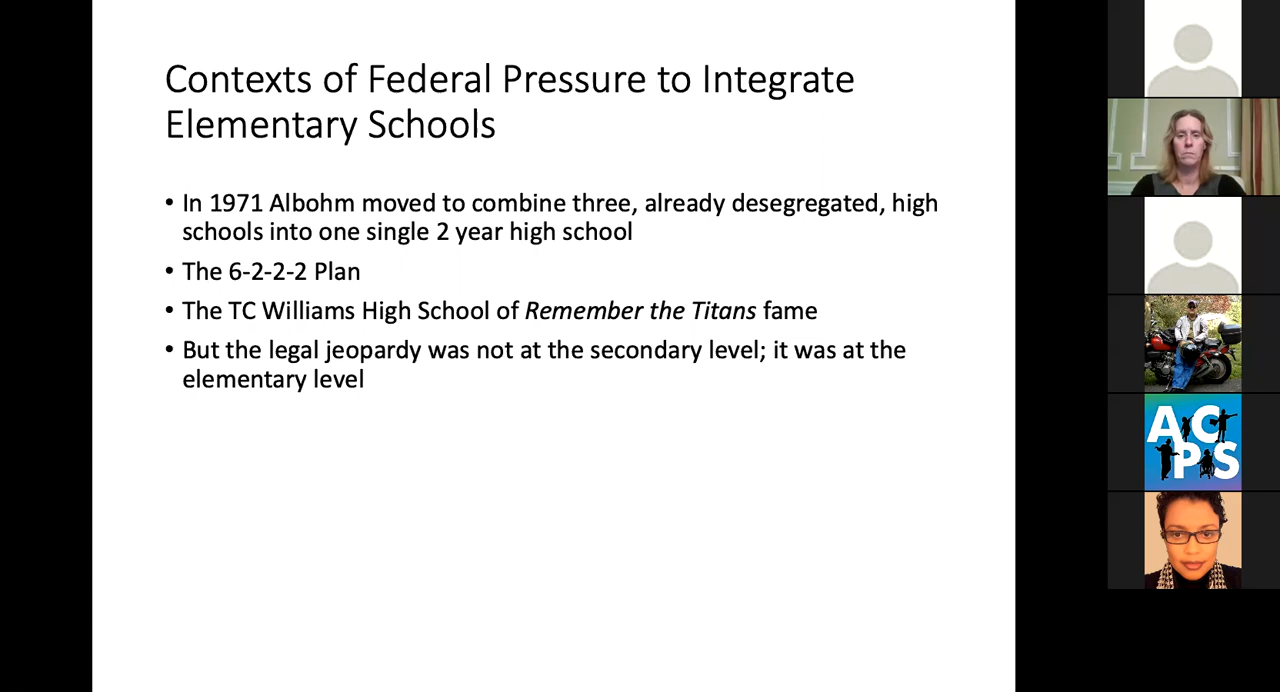 Contexts of Federal Pressure to Integrate
Elementary Schools
• In 1971 Albohm moved to combine three, already desegregated, high
schools into one single 2 year high school
• The 6-2-2-2 Plan
• The TC Williams High School of Remember the Titans fame
• But the legal jeopardy was not at the secondary level; it was at the
elementary level
AC
PS